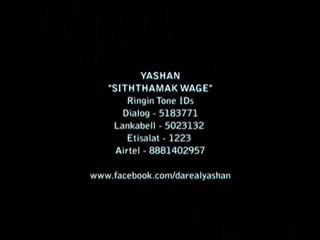 YASHAN
"SITHTHAMAK WAGE"
Ringin Tone IDs
Dialog - 5183771
Lankabell - 5023132
Etisalat - 1223
Airtel - 8881402957
www.facebook.com/darealyashan